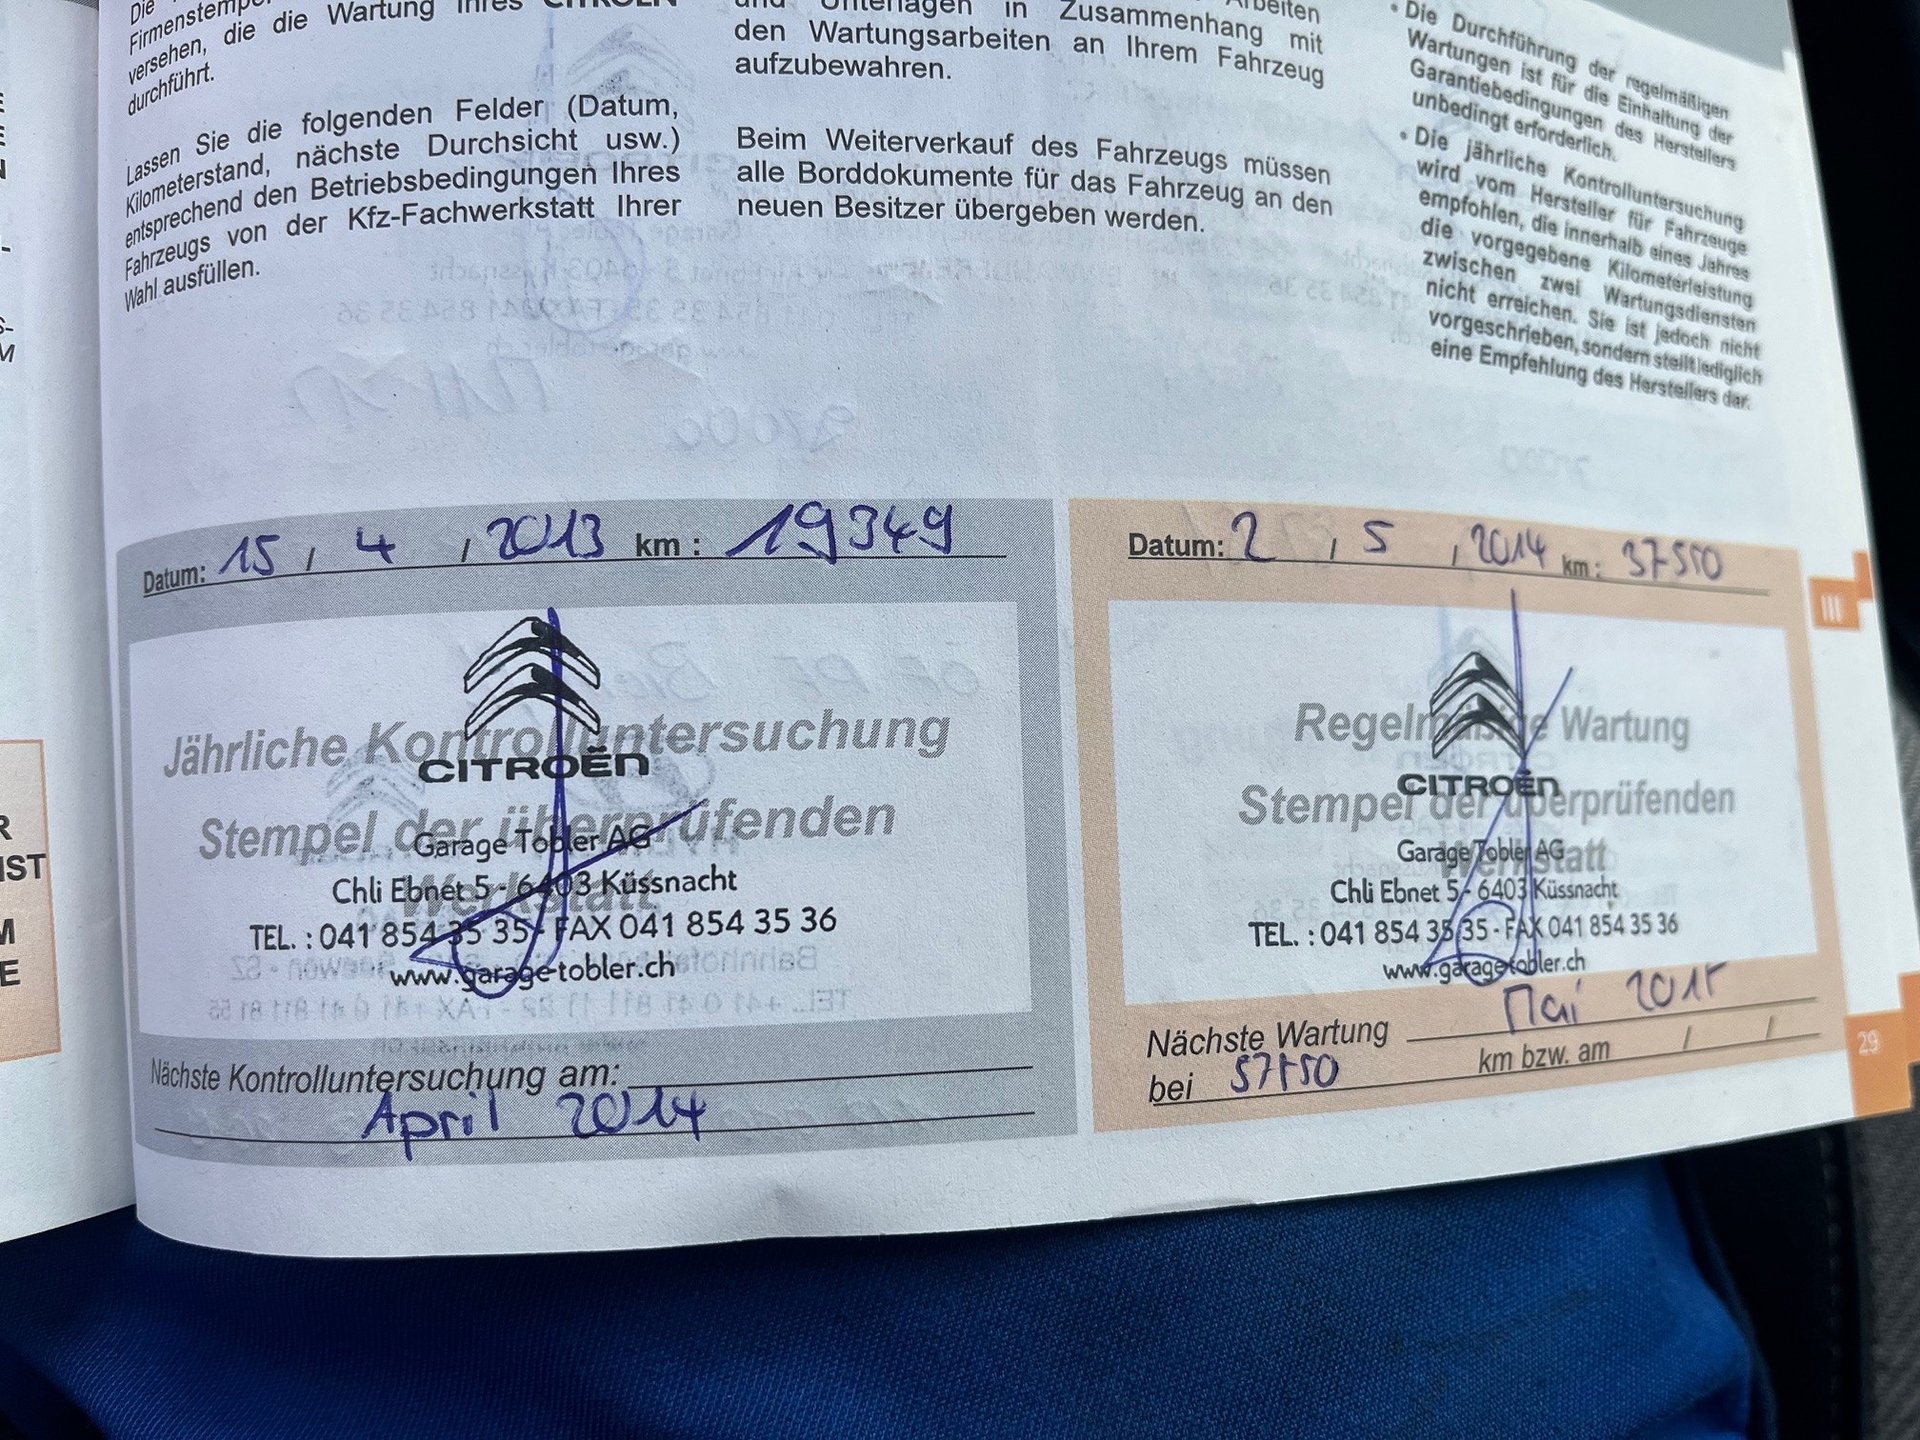 Die
Firmenstempel
versehen, die die Wartung Ihres CITROËN
durchführt.
Lassen Sie die folgenden Felder (Datum,
Kilometerstand, nächste Durchsicht usw.)
entsprechend den Betriebsbedingungen Ihres
Fahrzeugs von der Kfz-Fachwerkstatt Ihrer
Wahl ausfüllen.
und Unterlagen in Zusammenhang mit
den Wartungsarbeiten an Ihrem Fahrzeug
aufzubewahren.
Beim Weiterverkauf des Fahrzeugs müssen
alle Borddokumente für das Fahrzeug an den
neuen Besitzer übergeben werden.
• Die Durchführung der regelmäßigen
Wartungen ist für die Einhaltung der
Garantiebedingungen des Herstellers
unbedingt erforderlich.
• Die jährliche Kontrolluntersuchung
wird vom Hersteller für Fahrzeuge
empfohlen, die innerhalb eines Jahres
die vorgegebene Kilometerleistung
zwischen zwei Wartungsdiensten
nicht erreichen. Sie ist jedoch nicht
vorgeschrieben, sondern stellt lediglich
eine Empfehlung des Herstellers dar.
Datum: 15 / 4 / 2013 km : 19349
Jährliche Kontrolluntersuchung
CITROËN
Stempel der überprüfenden
Werkstatt
Garage Tobler AG
Chli Ebnet 5 - 6403 Küssnacht
TEL. : 041 854 35 35 - FAX 041 854 35 36
www.garage-tobler.ch
Nächste Kontrolluntersuchung am:
April 2014
Datum: 2 / 5 / 2014 km : 37550
Regelmäßige Wartung
CITROËN
Stempel der überprüfenden
Werkstatt
Garage Tobler AG
Chli Ebnet 5 - 6403 Küssnacht
TEL. : 041 854 35 35 - FAX 041 854 35 36
www.garage-tobler.ch
Nächste Wartung Mai 2015
bei 57550 km bzw. am / /
III
29